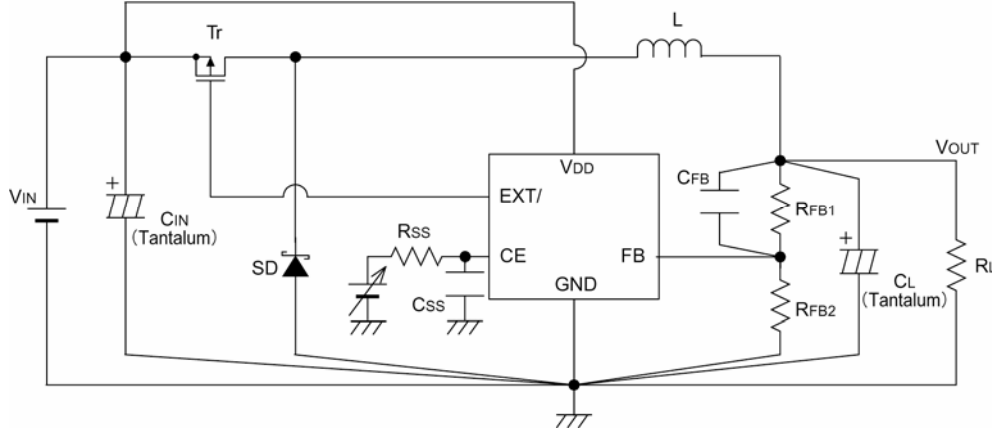 Tr
L
VDD
VOUT
CFB
EXT/
RFB1
VIN
+
CIN
(Tantalum)
RSS
CE
FB
+
SD
GND
CL
(Tantalum)
RL
CSS
RFB2